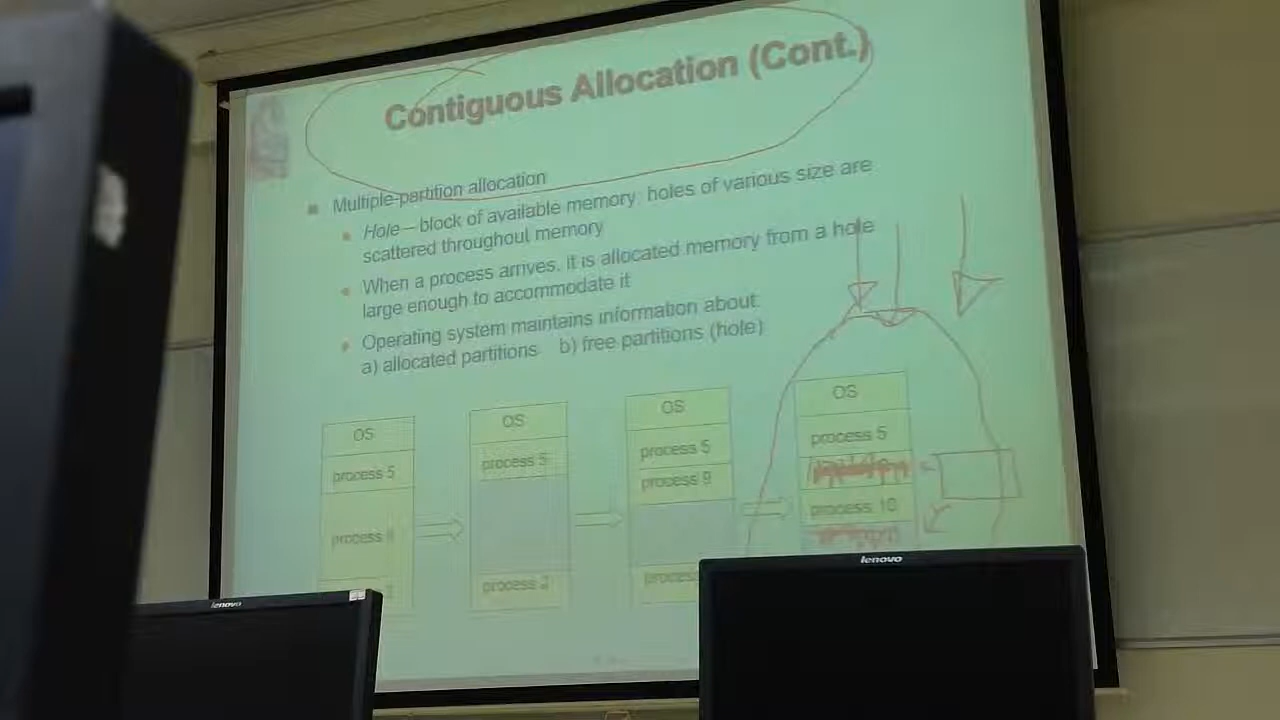 Contiguous Allocation (Cont.)
Multiple-partition allocation
Hole – block of available memory; holes of various size are
scattered throughout memory
When a process arrives, it is allocated memory from a hole
large enough to accommodate it
Operating system maintains information about:
a) allocated partitions b) free partitions (hole)
OS
process 5
process 8
OS
process 5
process 2
OS
process 5
process 9
process
OS
process 5
process 10
lenovo
lenovo